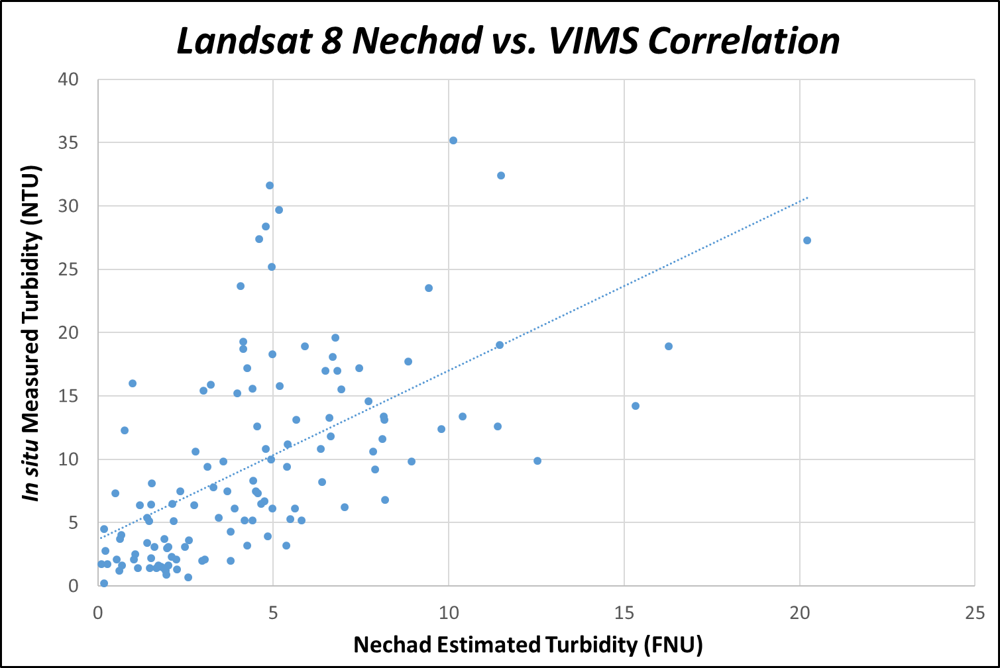 Landsat 8 Nechad vs. VIMS Correlation
40
35
30
25
20
15
10
5
0
In situ Measured Turbidity (NTU)
0 5 10 15 20 25
Nechad Estimated Turbidity (FNU)